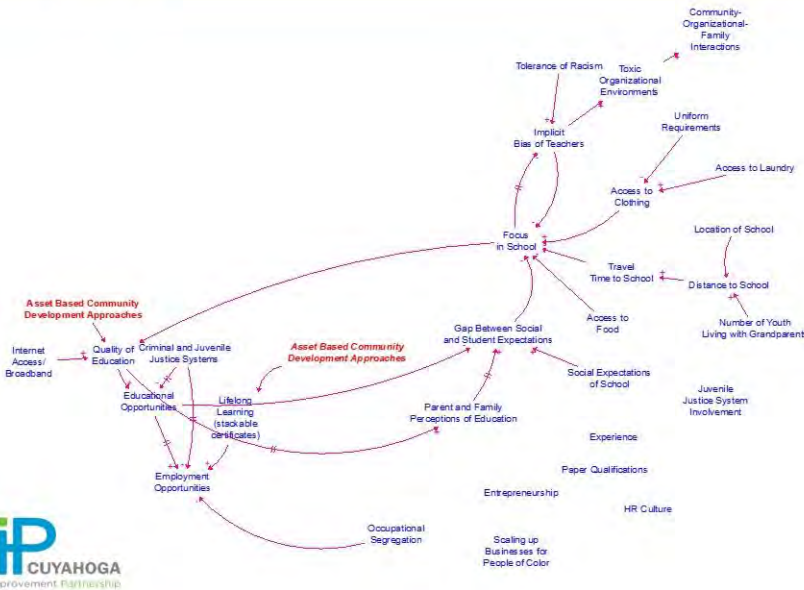 Community-
Organizational-
Family
Interactions
Tolerance of Racism
Toxic
Organizational
Environments
Uniform
Requirements
Implicit
Bias of Teachers
Access to Laundry
Access to
Clothing
Location of School
Focus
in School
Travel
Time to School
Distance to School
Asset Based Community
Development Approaches
Access to
Food
Number of Youth
Living with Grandparent
Gap Between Social
and Student Expectations
Internet
Access/
Broadband
Quality of
Education
Criminal and Juvenile
Justice Systems
Asset Based Community
Development Approaches
Social Expectations
of School
Educational
Opportunities
Lifelong
Learning
(stackable
certificates)
Parent and Family
Perceptions of Education
Juvenile
Justice System
Involvement
Experience
Employment
Opportunities
Paper Qualifications
Entrepreneurship
HR Culture
Occupational
Segregation
Scaling up
Businesses for
People of Color
iP
CUYAHOGA
provement Partnership